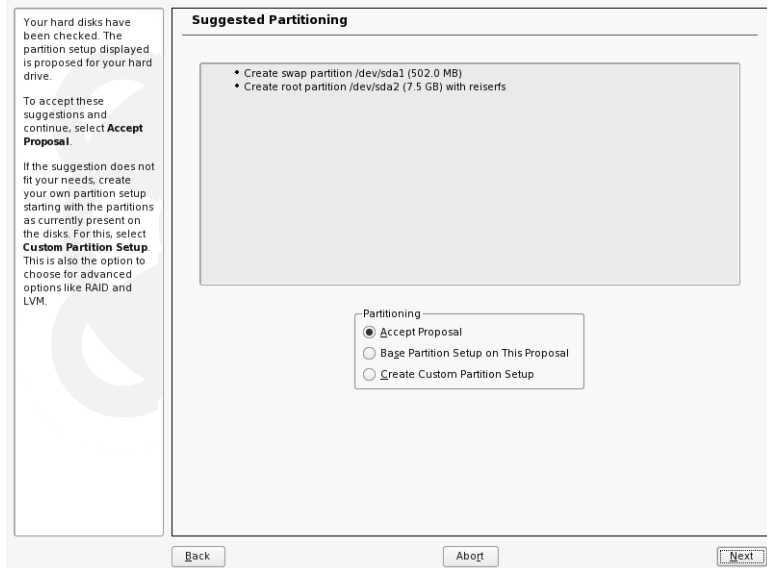 Your hard disks have
been checked. The
partition setup displayed
is proposed for your hard
drive.
To accept these
suggestions and
continue, select Accept
Proposal.
If the suggestion does not
fit your needs, create
your own partition setup
starting with the partitions
as currently present on
the disks. For this, select
Custom Partition Setup.
This is also the option to
choose for advanced
options like RAID and
LVM.
Suggested Partitioning
• Create swap partition /dev/sda1 (502.0 MB)
• Create root partition /dev/sda2 (7.5 GB) with reiserfs
Partitioning
Accept Proposal
Base Partition Setup on This Proposal
Create Custom Partition Setup
Back
Abort
Next